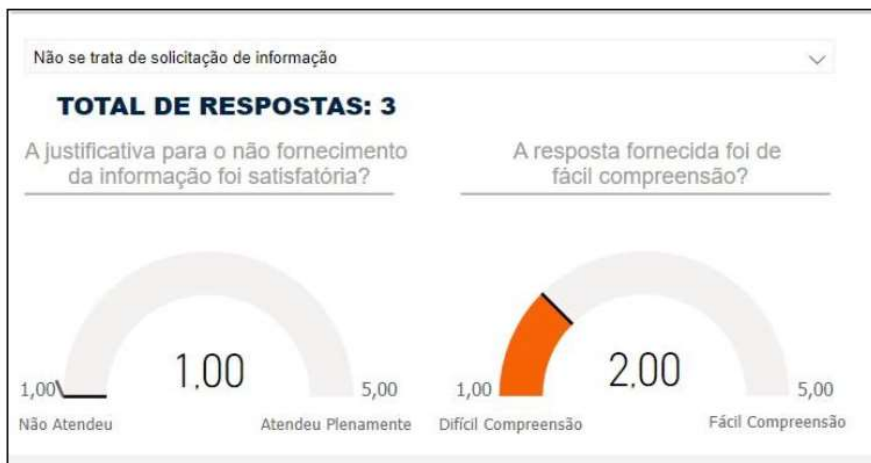 Não se trata de solicitação de informação
TOTAL DE RESPOSTAS: 3
A justificativa para o não fornecimento
da informação foi satisfatória?
1,00
1,00
5,00
Não Atendeu
Atendeu Plenamente
A resposta fornecida foi de
fácil compreensão?
2,00
1,00
5,00
Difícil Compreensão
Fácil Compreensão